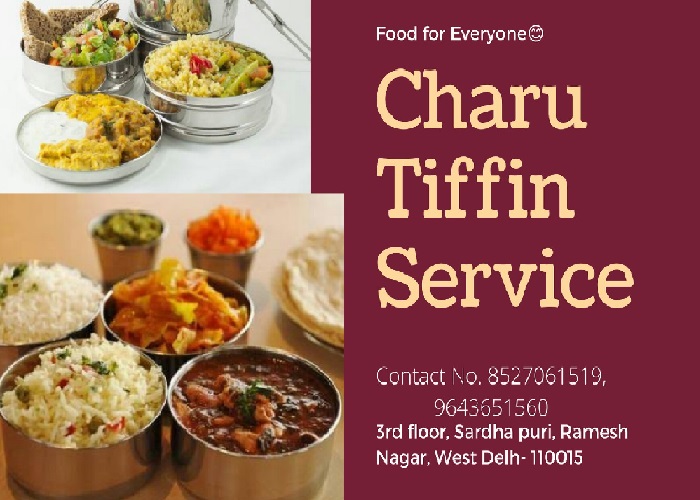 Food for Everyone😊
Charu
Tiffin
Service
Contact No. 8527061519,
9643651560
3rd floor, Sardha puri, Ramesh
Nagar, West Delh- 110015